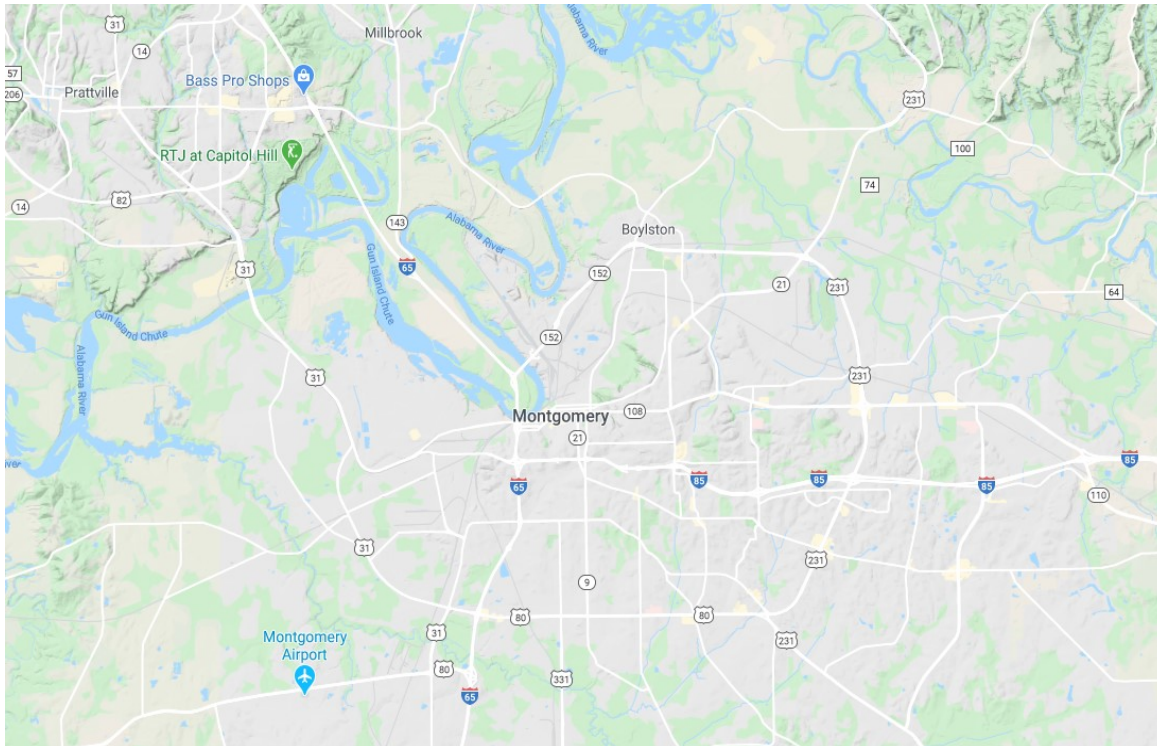 31
Millbrook
14
Alabama
River
57
Bass Pro Shops
Prattville
206
231
RTJ at Capitol Hill
100
74
82
14
143
Alabama River
Boylston
31
65
152
21
231
64
Gun Island Chute
Gun Island Chute
152
Alabama River
31
231
Montgomery
108
21
85
65
85
85
85
110
31
231
9
80
80
31
231
Montgomery
Airport
80
331
65